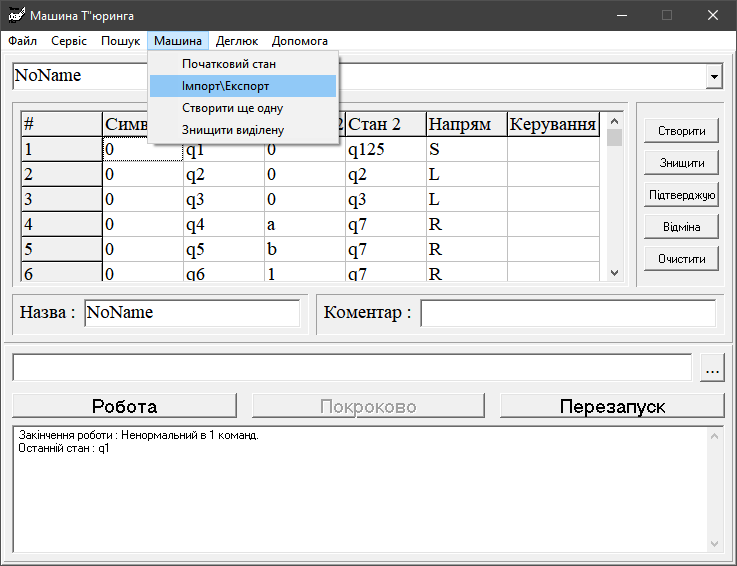 Машина Т"юринга
Файл Сервіс Пошук Машина Деглюк Допомога
Початковий стан
Імпорт\Експорт
Створити ще одну
Знищити виділену
NoName
# 2 Стан 2 Напрям Керування
1 0 q1 0 q125 S
2 0 q2 0 q2 L
3 0 q3 0 q3 L
4 0 q4 a q7 R
5 0 q5 b q7 R
6 0 q6 1 q7 R
Створити
Знищити
Підтверджую
Відміна
Очистити
Назва : NoName Коментар :
...
Робота Покроково Перезапуск
Закінчення роботи : Ненормальний в 1 команд.
Останній стан : q1